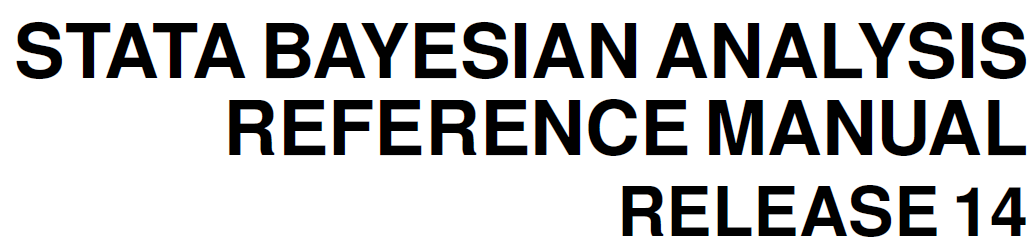 STATA BAYESIAN ANALYSIS
REFERENCE MANUAL
RELEASE 14